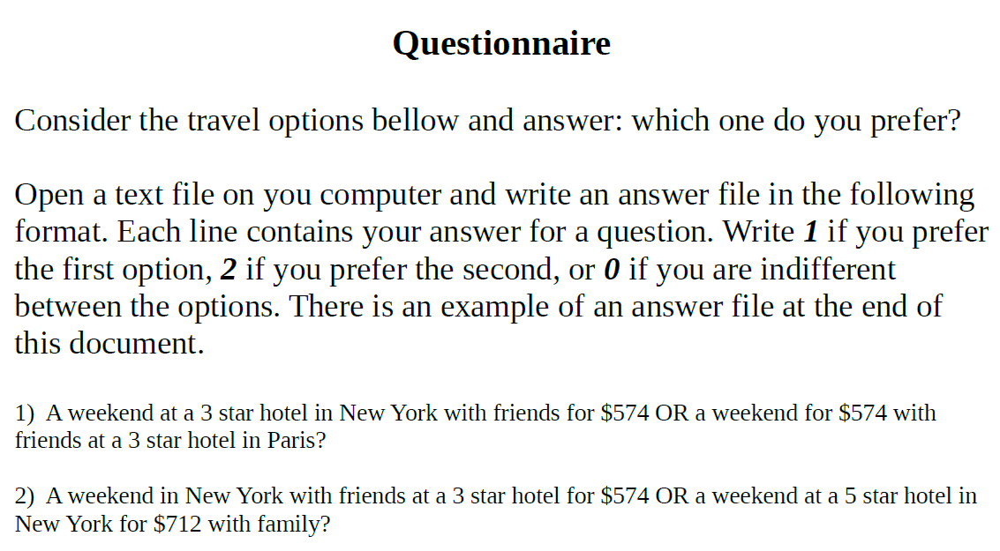 Questionnaire
Consider the travel options bellow and answer: which one do you prefer?
Open a text file on you computer and write an answer file in the following
format. Each line contains your answer for a question. Write 1 if you prefer
the first option, 2 if you prefer the second, or 0 if you are indifferent
between the options. There is an example of an answer file at the end of
this document.
1) A weekend at a 3 star hotel in New York with friends for $574 OR a weekend for $574 with
friends at a 3 star hotel in Paris?
2) A weekend in New York with friends at a 3 star hotel for $574 OR a weekend at a 5 star hotel in
New York for $712 with family?